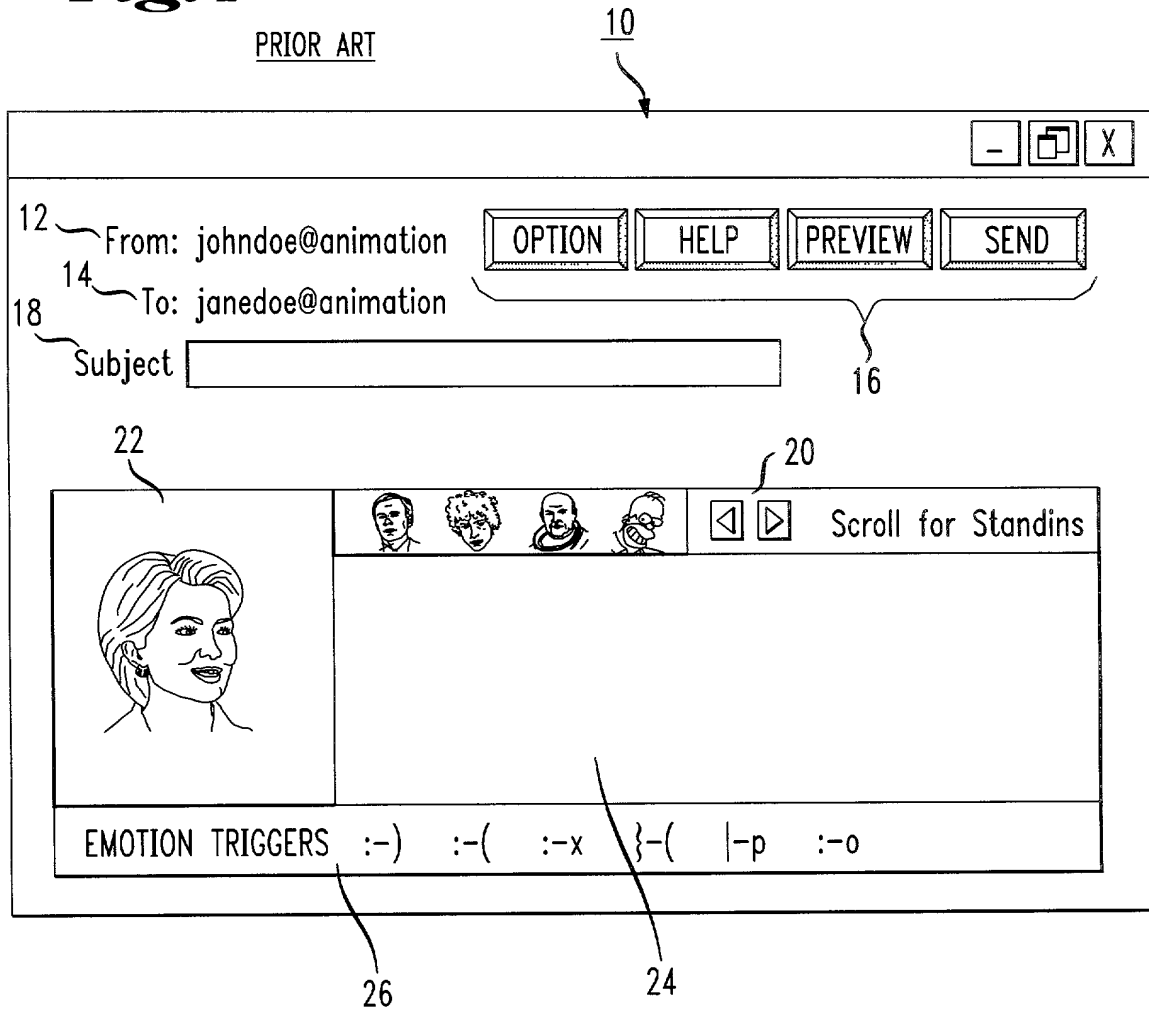 PRIOR ART
10
12
From: johndoe@animation
OPTION
HELP
PREVIEW
SEND
14
To: janedoe@animation
18
Subject
16
22
20
Scroll for Standins
EMOTION TRIGGERS :-) :-( :-x }-( |-p :-o
26
24